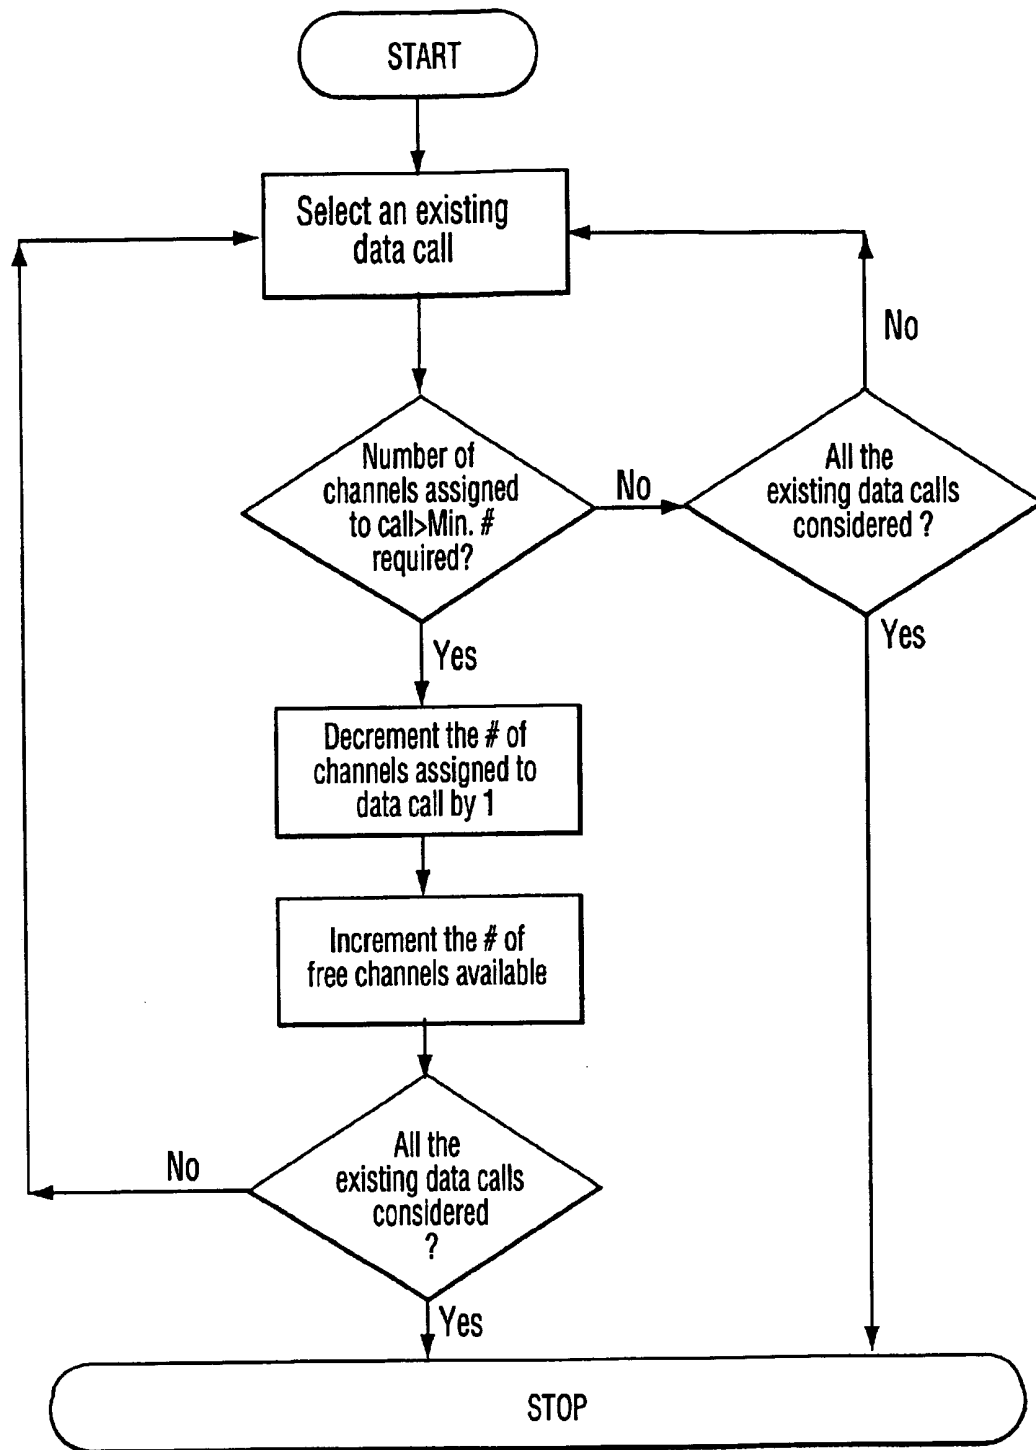 START
Select an existing
data call
No
Number of
channels assigned
to call>Min. #
required?
No
All the
existing data calls
considered ?
Yes
Yes
Decrement the # of
channels assigned to
data call by 1
Increment the # of
free channels available
No
All the
existing data calls
considered
?
Yes
STOP